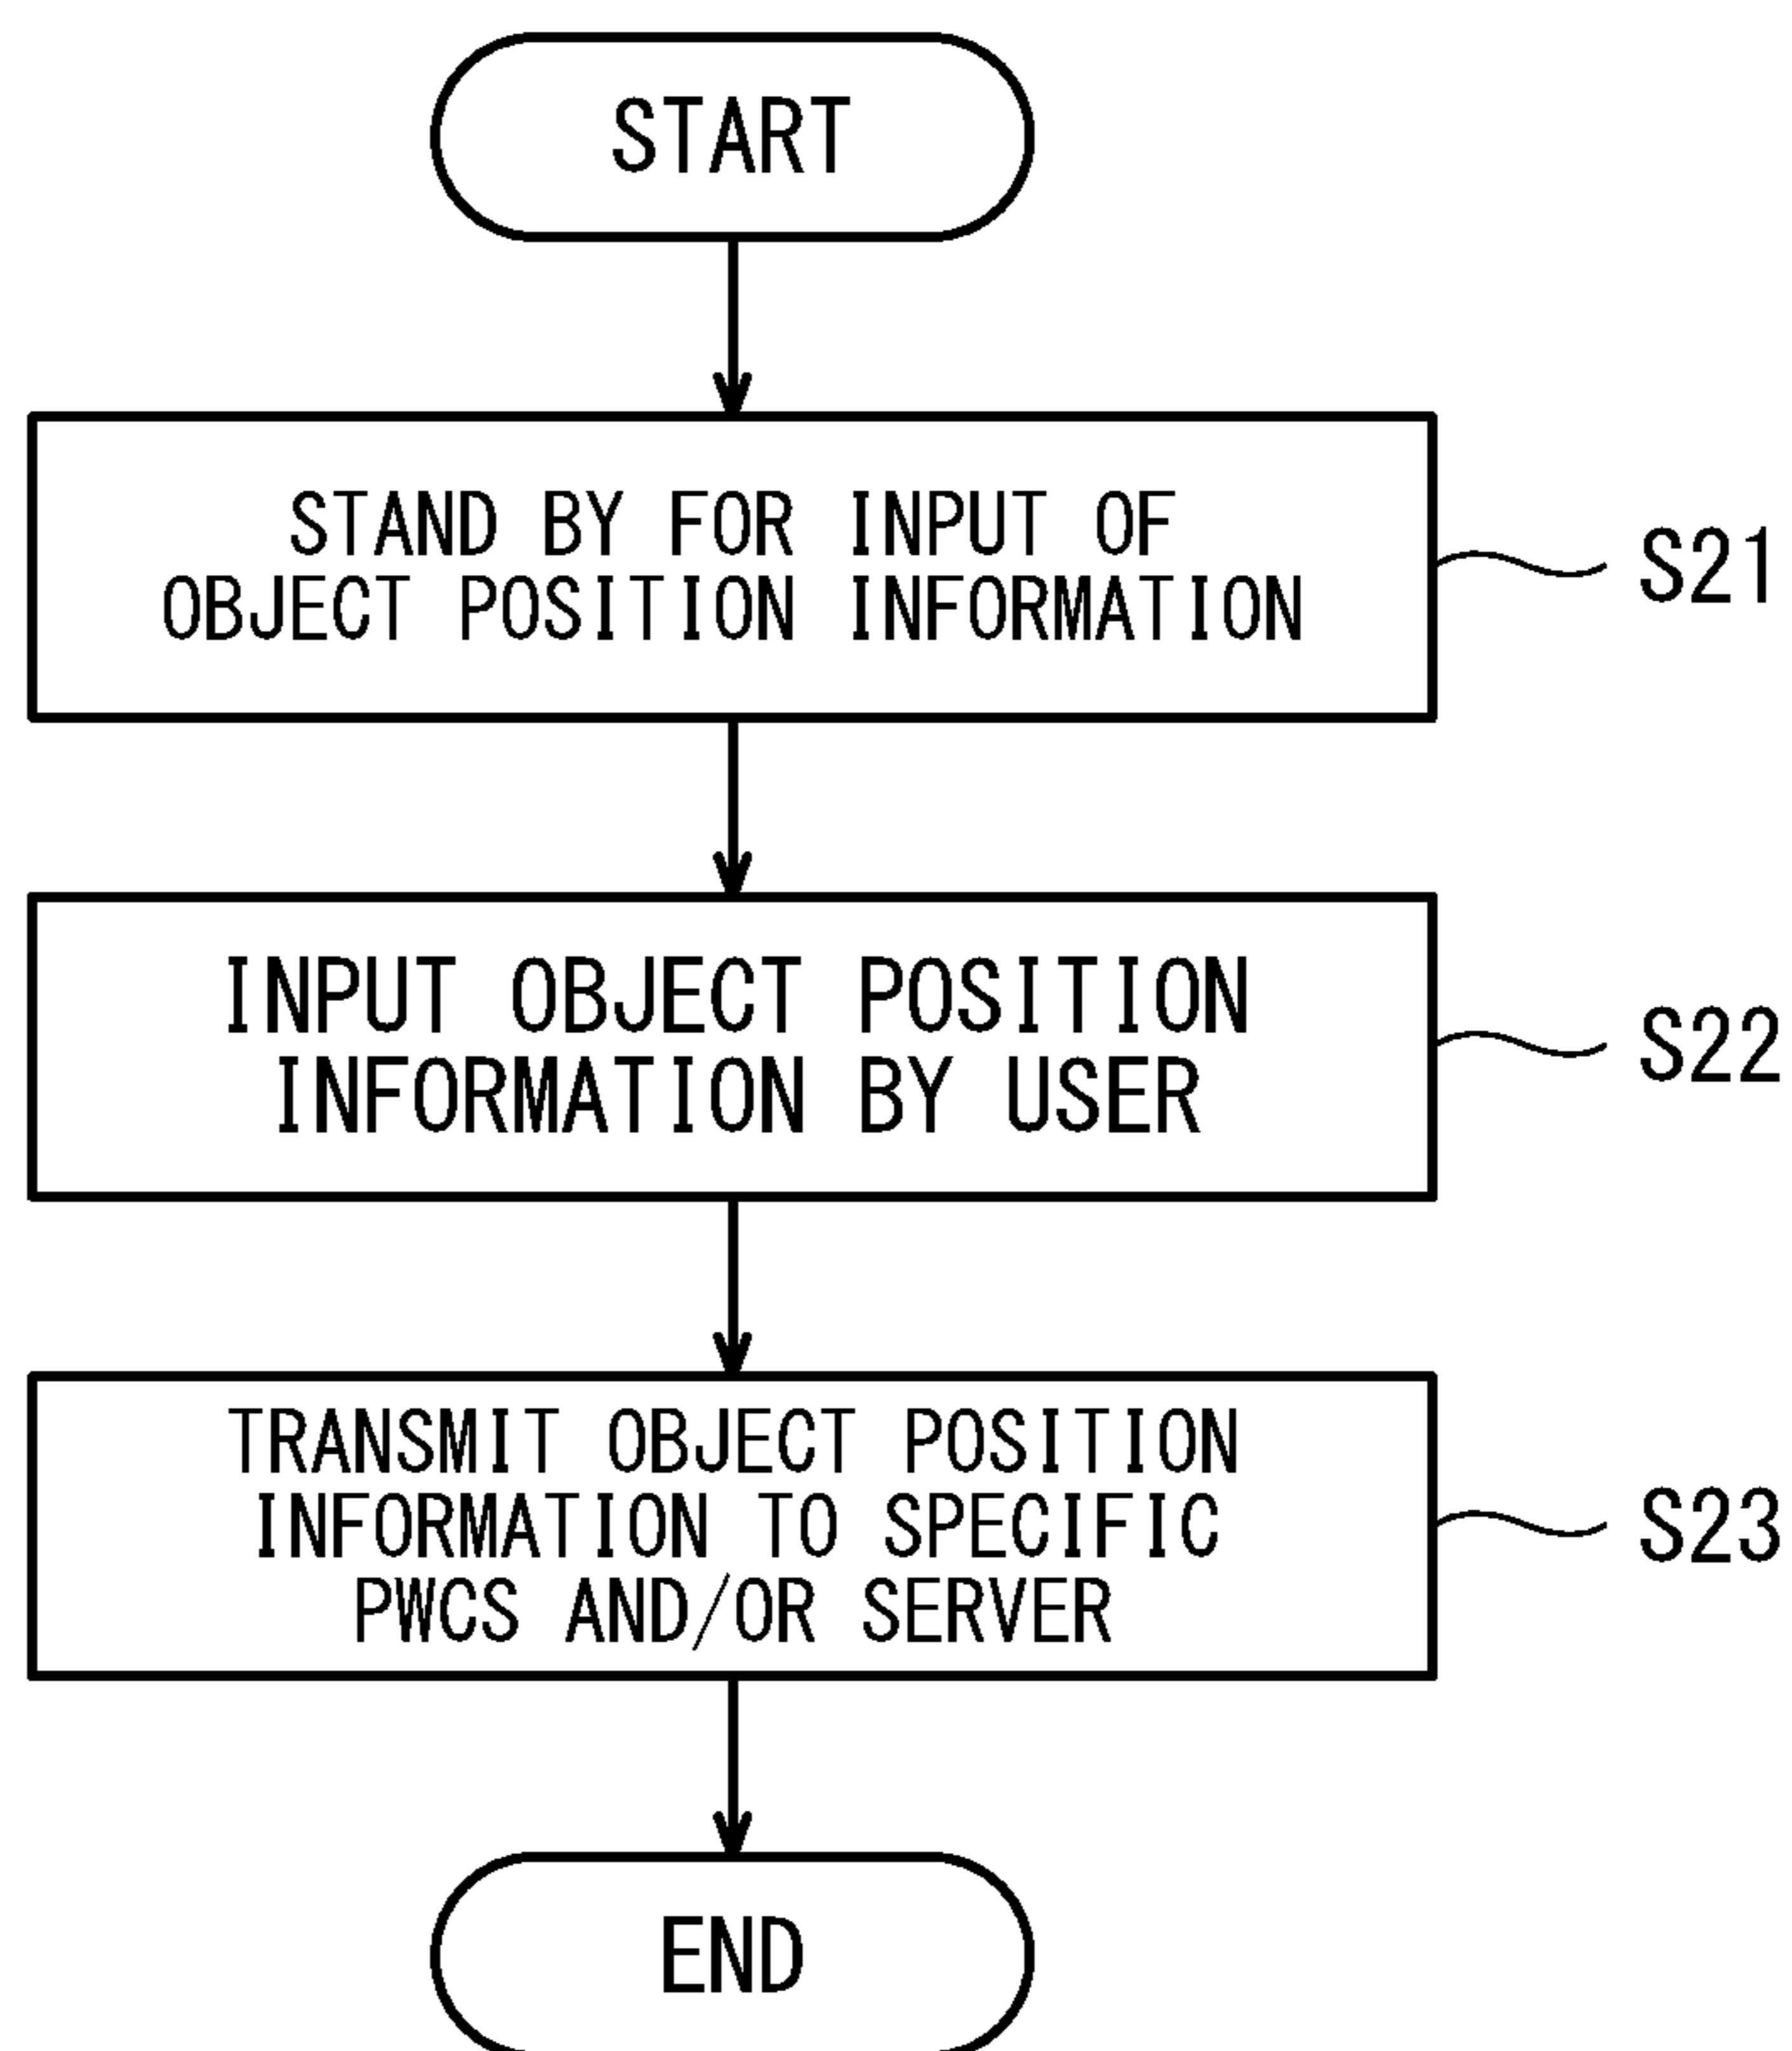 START
STAND BY FOR INPUT OF
OBJECT POSITION INFORMATION
S21
INPUT OBJECT POSITION
INFORMATION BY USER
S22
TRANSMIT OBJECT POSITION
INFORMATION TO SPECIFIC
PWCS AND/OR SERVER
S23
END